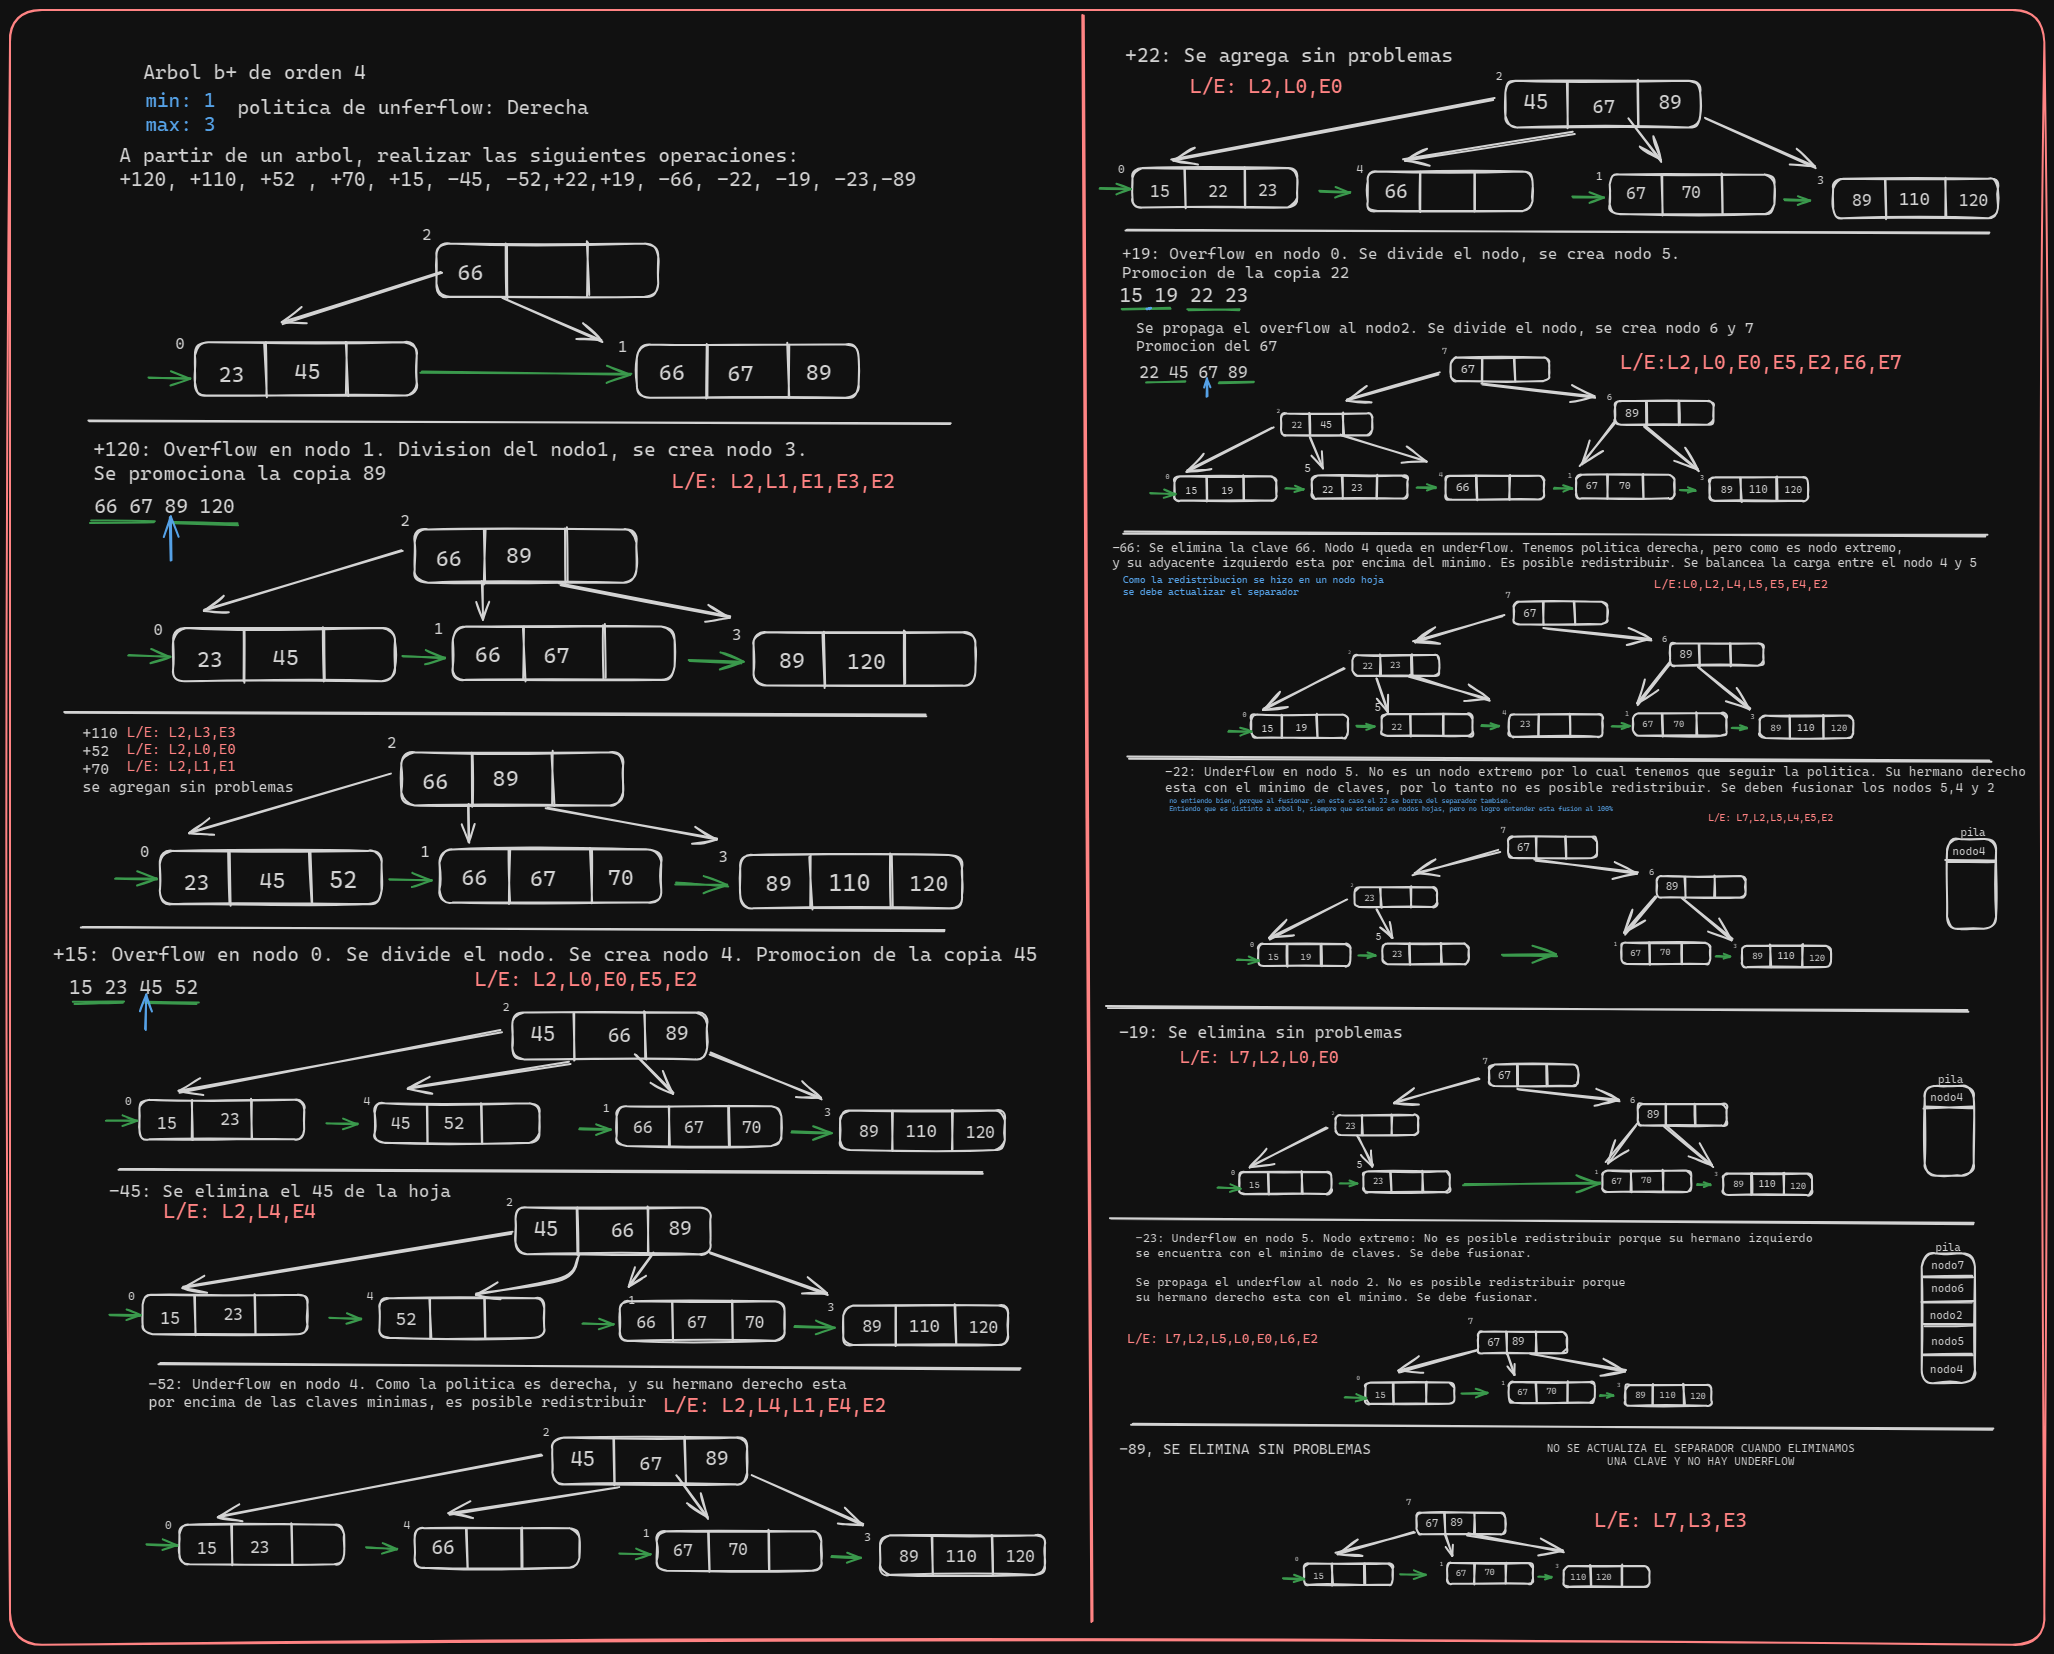 Arbol b+ de orden 4
min: 1
max: 3
politica de unferflow: Derecha
A partir de un arbol, realizar las siguientes operaciones:
+120, +110, +52 , +70, +15, -45, -52,+22,+19, -66, -22, -19, -23,-89
2
66
0
23 45
1
66 67 89
+120: Overflow en nodo 1. Division del nodo1, se crea nodo 3.
Se promociona la copia 89
L/E: L2,L1,E1,E3,E2
66 67 89 120
2
66 89
0
23 45
1
66 67
3
89 120
+110 L/E: L2,L3,E3
+52 L/E: L2,L0,E0
+70 L/E: L2,L1,E1
se agregan sin problemas
2
66 89
0
23 45 52
1
66 67 70
3
89 110 120
+15: Overflow en nodo 0. Se divide el nodo. Se crea nodo 4. Promocion de la copia 45
15 23 45 52
L/E: L2,L0,E0,E5,E2
2
45 66 89
0
15 23
4
45 52
1
66 67 70
3
89 110 120
-45: Se elimina el 45 de la hoja
L/E: L2,L4,E4
2
45 66 89
0
15 23
4
52
1
66 67 70
3
89 110 120
-52: Underflow en nodo 4. Como la politica es derecha, y su hermano derecho esta
por encima de las claves minimas, es posible redistribuir
L/E: L2,L4,L1,E4,E2
2
45 67 89
0
15 23
4
66
1
67 70
3
89 110 120
+22: Se agrega sin problemas
L/E: L2,L0,E0
2
45 67 89
0
15 22 23
4
66
1
67 70
3
89 110 120
+19: Overflow en nodo 0. Se divide el nodo, se crea nodo 5.
Promocion de la copia 22
15 19 22 23
Se propaga el overflow al nodo2. Se divide el nodo, se crea nodo 6 y 7
Promocion del 67
22 45 67 89
L/E:L2,L0,E0,E5,E2,E6,E7
7
67
6
89
2
22 45
0
15 19
5
22 23
4
66
1
67 70
3
89 110 120
-66: Se elimina la clave 66. Nodo 4 queda en underflow. Tenemos politica derecha, pero como es nodo extremo,
y su adyacente izquierdo esta por encima del minimo. Es posible redistribuir. Se balancea la carga entre el nodo 4 y 5
Como la redistribucion se hizo en un nodo hoja
se debe actualizar el separador
L/E:L0,L2,L4,L5,E5,E4,E2
7
67
6
89
2
22 23
0
15 19
5
22
4
23
1
67 70
3
89 110 120
-22: Underflow en nodo 5. No es un nodo extremo por lo cual tenemos que seguir la politica. Su hermano derecho
esta con el minimo de claves, por lo tanto no es posible redistribuir. Se deben fusionar los nodos 5,4 y 2
no entiendo bien, porque al fusionar, en este caso el 22 se borra del separador tambien.
Entiendo que es distinto a arbol b, siempre que estemos en nodos hojas, pero no logro entender esta fusion al 100%
L/E: L7,L2,L5,L4,E5,E2
pila
nodo4
7
67
6
89
2
23
0
15 19
5
23
1
67 70
3
89 110 120
-19: Se elimina sin problemas
L/E: L7,L2,L0,E0
pila
nodo4
7
67
6
89
2
23
0
15
5
23
1
67 70
3
89 110 120
-23: Underflow en nodo 5. Nodo extremo: No es posible redistribuir porque su hermano izquierdo
se encuentra con el minimo de claves. Se debe fusionar.
Se propaga el underflow al nodo 2. No es posible redistribuir porque
su hermano derecho esta con el minimo. Se debe fusionar.
L/E: L7,L2,L5,L0,E0,L6,E2
pila
nodo7
nodo6
nodo2
nodo5
nodo4
7
67 89
0
15
1
67 70
3
89 110 120
-89, SE ELIMINA SIN PROBLEMAS
NO SE ACTUALIZA EL SEPARADOR CUANDO ELIMINAMOS
UNA CLAVE Y NO HAY UNDERFLOW
L/E: L7,L3,E3
7
67 89
0
15
1
67 70
3
110 120